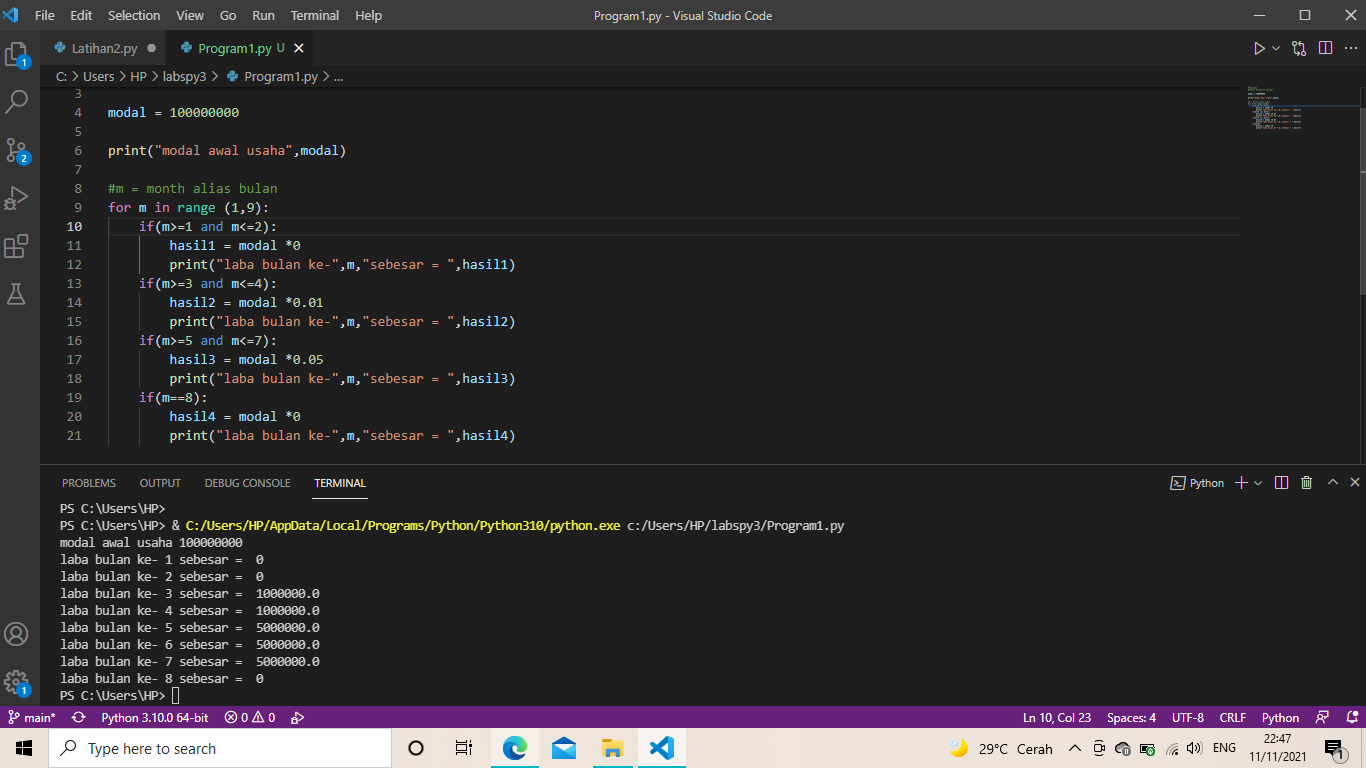 File Edit Selection View Go Run Terminal Help Program1.py - Visual Studio Code
Latihan2.py Program1.py U
C: > Users > HP > labspy3 > Program1.py > ...
3
4 modal = 100000000
5
6 print("modal awal usaha",modal)
7
8 #m = month alias bulan
9 for m in range (1,9):
10 if(m>=1 and m<=2):
11 hasil1 = modal *0
12 print("laba bulan ke-",m,"sebesar = ",hasil1)
13 if(m>=3 and m<=4):
14 hasil2 = modal *0.01
15 print("laba bulan ke-",m,"sebesar = ",hasil2)
16 if(m>=5 and m<=7):
17 hasil3 = modal *0.05
18 print("laba bulan ke-",m,"sebesar = ",hasil3)
19 if(m==8):
20 hasil4 = modal *0
21 print("laba bulan ke-",m,"sebesar = ",hasil4)
1
2
1
PROBLEMS OUTPUT DEBUG CONSOLE TERMINAL Python
PS C:\Users\HP>
PS C:\Users\HP> & C:/Users/HP/AppData/Local/Programs/Python/Python310/python.exe c:/Users/HP/labspy3/Program1.py
modal awal usaha 100000000
laba bulan ke- 1 sebesar =  0
laba bulan ke- 2 sebesar =  0
laba bulan ke- 3 sebesar =  1000000.0
laba bulan ke- 4 sebesar =  1000000.0
laba bulan ke- 5 sebesar =  5000000.0
laba bulan ke- 6 sebesar =  5000000.0
laba bulan ke- 7 sebesar =  5000000.0
laba bulan ke- 8 sebesar =  0
PS C:\Users\HP>
main* Python 3.10.0 64-bit 0 0 Ln 10, Col 23 Spaces: 4 UTF-8 CRLF Python
Type here to search 29°C Cerah ENG 22:47
11/11/2021 1